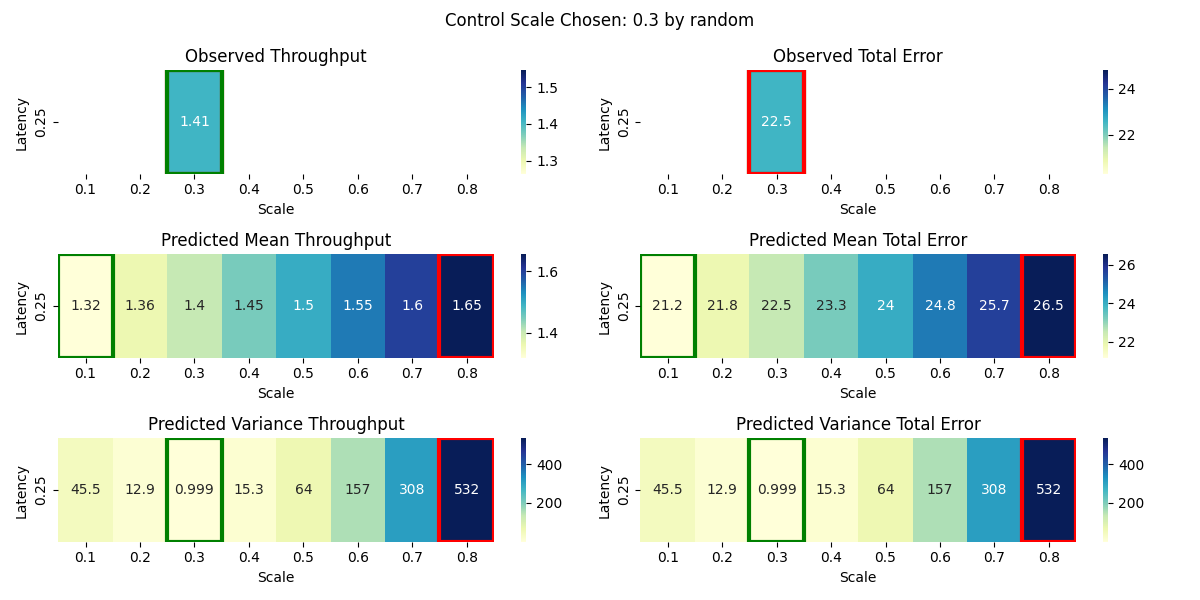 Control Scale Chosen: 0.3 by random
Observed Throughput
Latency
0.25
1.41
0.1 0.2 0.3 0.4 0.5 0.6 0.7 0.8
Scale
1.5
1.4
1.3
Observed Total Error
Latency
0.25
22.5
0.1 0.2 0.3 0.4 0.5 0.6 0.7 0.8
Scale
24
22
Predicted Mean Throughput
Latency
0.25
1.32 1.36 1.4 1.45 1.5 1.55 1.6 1.65
0.1 0.2 0.3 0.4 0.5 0.6 0.7 0.8
Scale
1.6
1.4
Predicted Mean Total Error
Latency
0.25
21.2 21.8 22.5 23.3 24 24.8 25.7 26.5
0.1 0.2 0.3 0.4 0.5 0.6 0.7 0.8
Scale
26
24
22
Predicted Variance Throughput
Latency
0.25
45.5 12.9 0.999 15.3 64 157 308 532
0.1 0.2 0.3 0.4 0.5 0.6 0.7 0.8
Scale
400
200
Predicted Variance Total Error
Latency
0.25
45.5 12.9 0.999 15.3 64 157 308 532
0.1 0.2 0.3 0.4 0.5 0.6 0.7 0.8
Scale
400
200